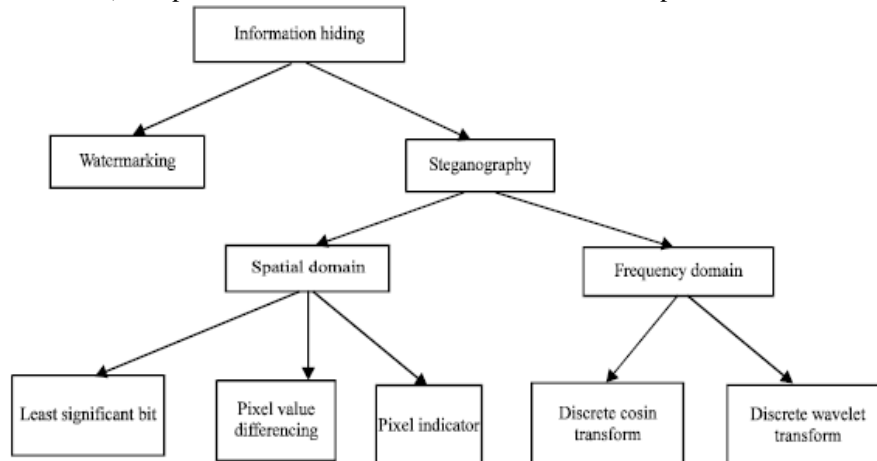 Information hiding
Watermarking
Steganography
Spatial domain
Frequency domain
Least significant bit
Pixel value
differencing
Pixel indicator
Discrete cosin
transform
Discrete wavelet
transform